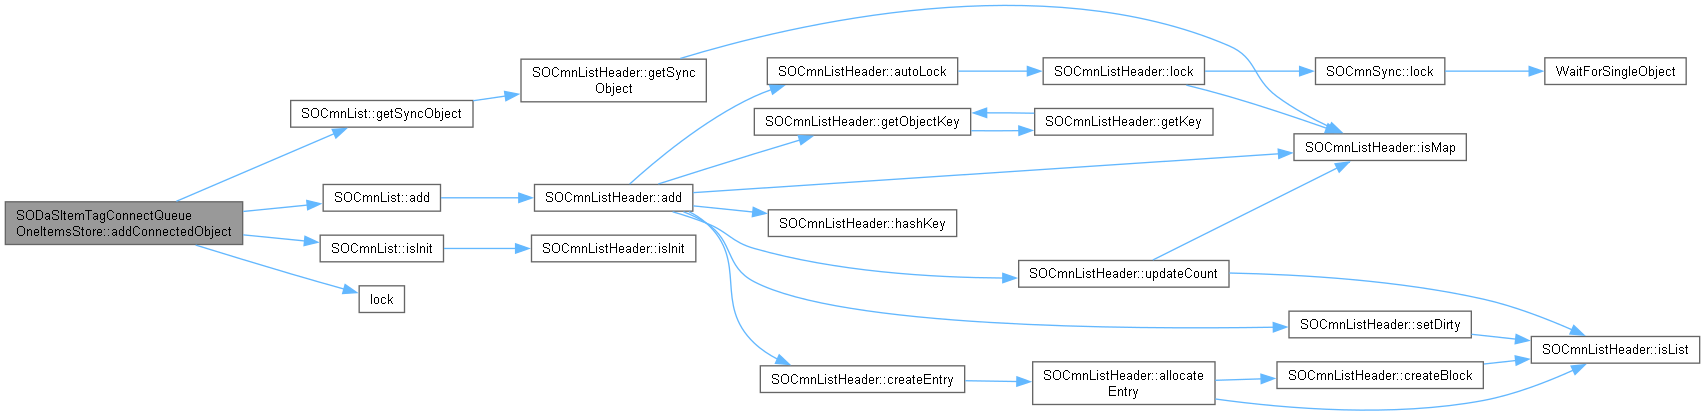 SODaSItemTagConnectQueue
OneItemsStore::addConnectedObject
SOCmnList::getSyncObject
SOCmnListHeader::getSync
Object
SOCmnList::add
SOCmnListHeader::add
SOCmnList::isInit
SOCmnListHeader::isInit
lock
SOCmnListHeader::autoLock
SOCmnListHeader::lock
SOCmnSync::lock
WaitForSingleObject
SOCmnListHeader::getObjectKey
SOCmnListHeader::getKey
SOCmnListHeader::isMap
SOCmnListHeader::hashKey
SOCmnListHeader::updateCount
SOCmnListHeader::setDirty
SOCmnListHeader::isList
SOCmnListHeader::createEntry
SOCmnListHeader::allocate
Entry
SOCmnListHeader::createBlock